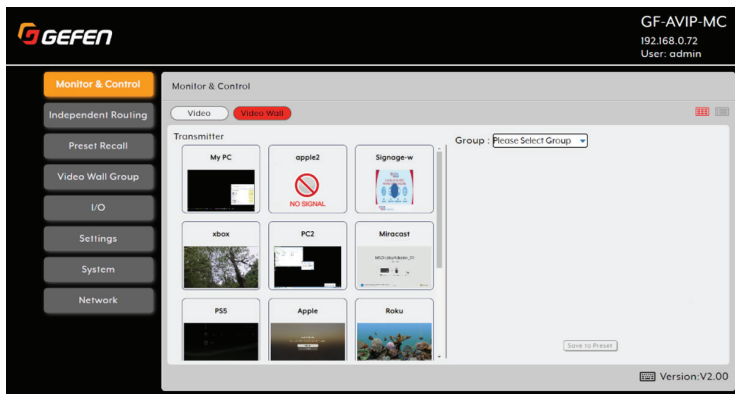 GEFEN
GF-AVIP-MC
192.168.0.72
User: admin
Monitor & Control
Independent Routing
Preset Recall
Video Wall Group
I/O
Settings
System
Network
Monitor & Control
Video
Video Wall
Transmitter
My PC
apple2
NO SIGNAL
Signage-w
xbox
PC2
Miracast
PS5
Apple
Roku
Group : Please Select Group
Save to Preset
Version:V2.00